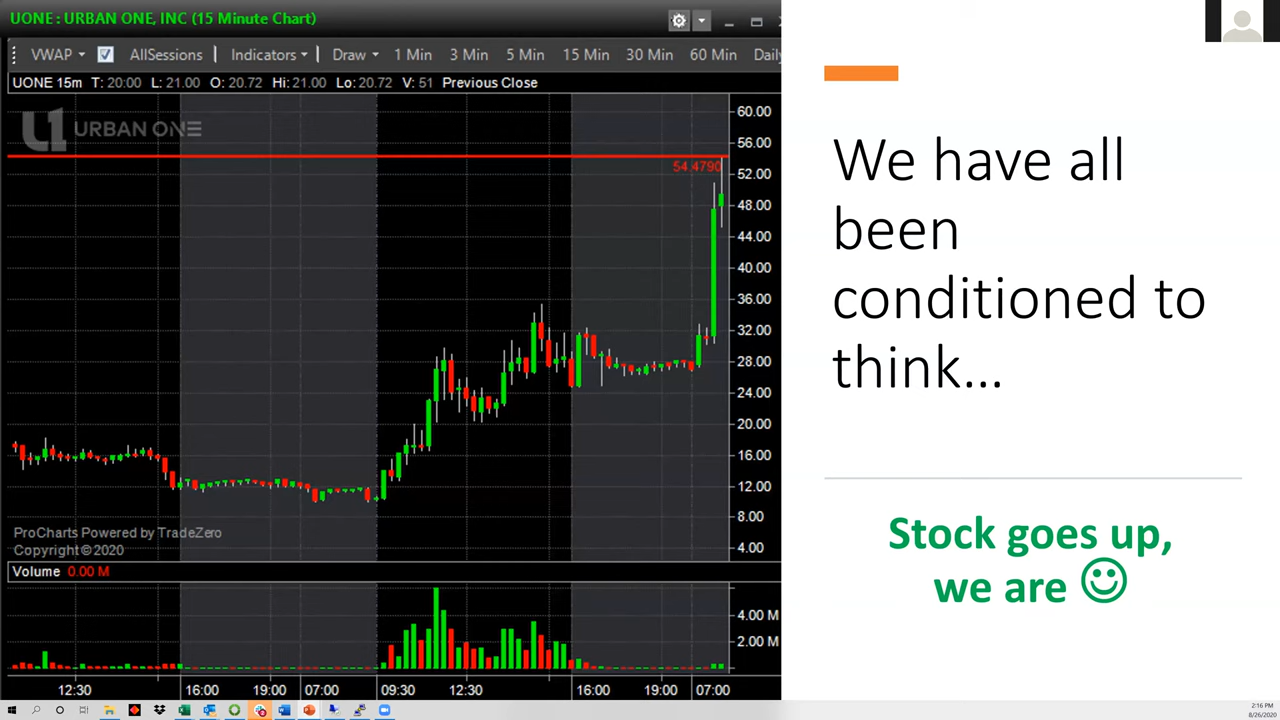 UONE : URBAN ONE, INC (15 Minute Chart)
VWAP AllSessions Indicators Draw 1 Min 3 Min 5 Min 15 Min 30 Min 60 Min Daily
UONE 15m T: 20:00 L: 21.00 O: 20.72 Hi: 21.00 Lo: 20.72 V: 51 Previous Close
URBAN ONE
54.4790
60.00
56.00
52.00
48.00
44.00
40.00
36.00
32.00
28.00
24.00
20.00
16.00
12.00
8.00
4.00
ProCharts Powered by TradeZero
Copyright © 2020
Volume 0.00 M
4.00 M
2.00 M
12:30 16:00 19:00 07:00 09:30 12:30 16:00 19:00 07:00
We have all
been
conditioned to
think...
Stock goes up,
we are ☺
2:16 PM
8/26/2020